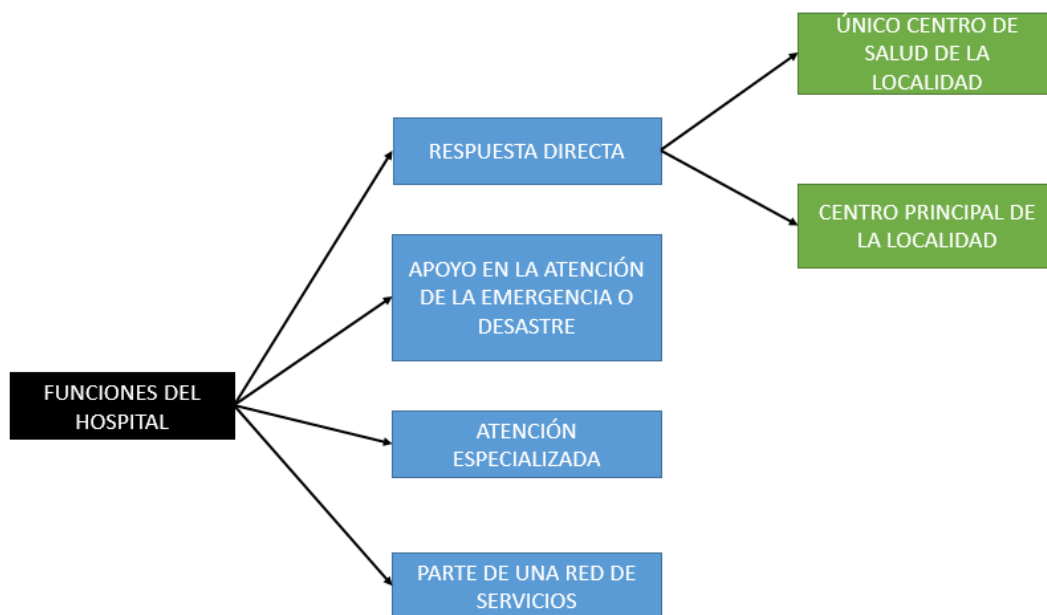 FUNCIONES DEL
HOSPITAL
RESPUESTA DIRECTA
ÚNICO CENTRO DE
SALUD DE LA
LOCALIDAD
CENTRO PRINCIPAL DE
LA LOCALIDAD
APOYO EN LA ATENCIÓN
DE LA EMERGENCIA O
DESASTRE
ATENCIÓN
ESPECIALIZADA
PARTE DE UNA RED DE
SERVICIOS